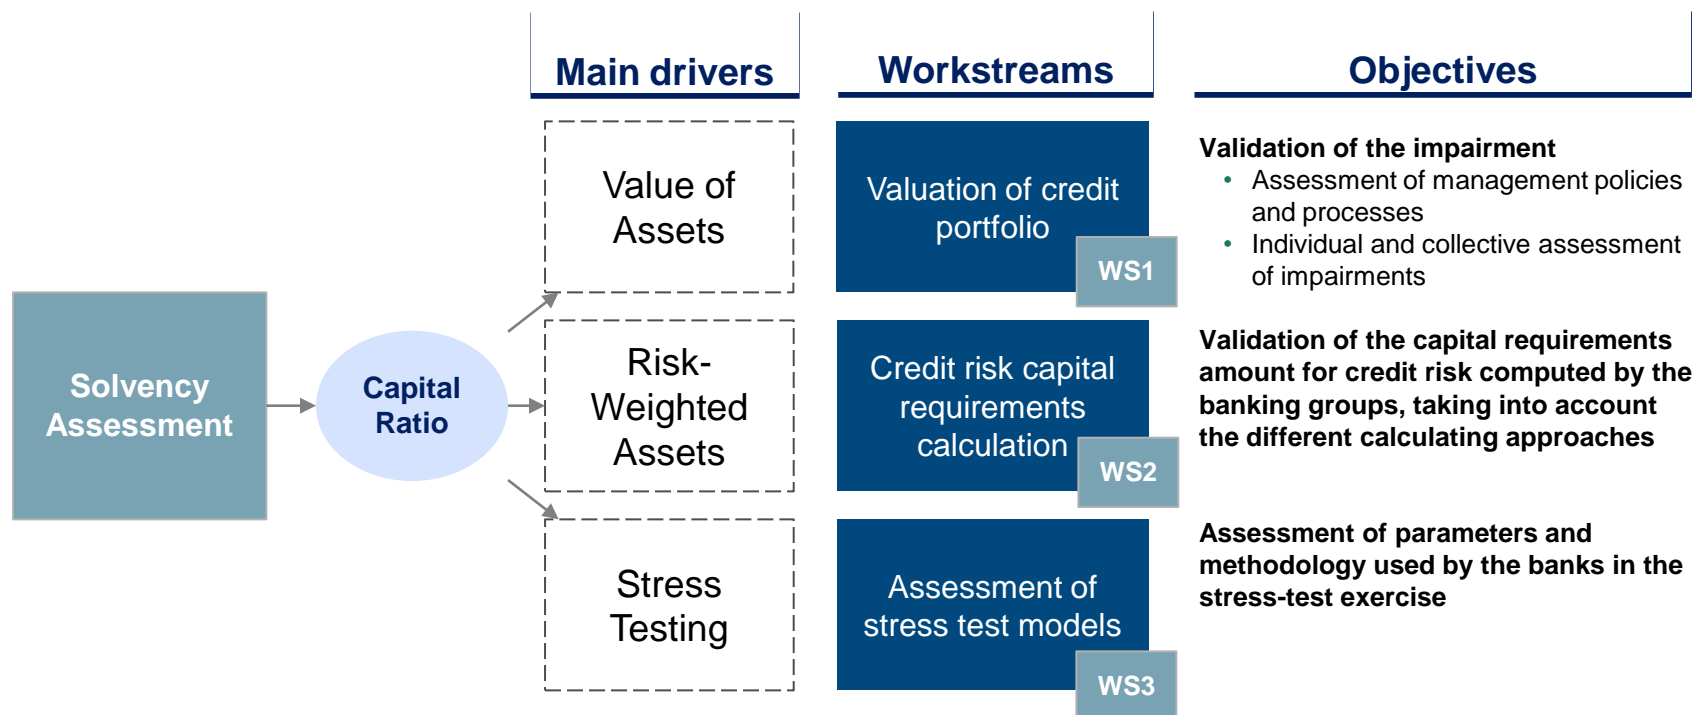 Main drivers
Workstreams
Objectives
Solvency
Assessment
Capital
Ratio
Value of
Assets
Valuation of credit
portfolio
WS1
Validation of the impairment
• Assessment of management policies
and processes
• Individual and collective assessment
of impairments
Risk-
Weighted
Assets
Credit risk capital
requirements
calculation
WS2
Validation of the capital requirements
amount for credit risk computed by the
banking groups, taking into account
the different calculating approaches
Stress
Testing
Assessment of
stress test models
WS3
Assessment of parameters and
methodology used by the banks in the
stress-test exercise